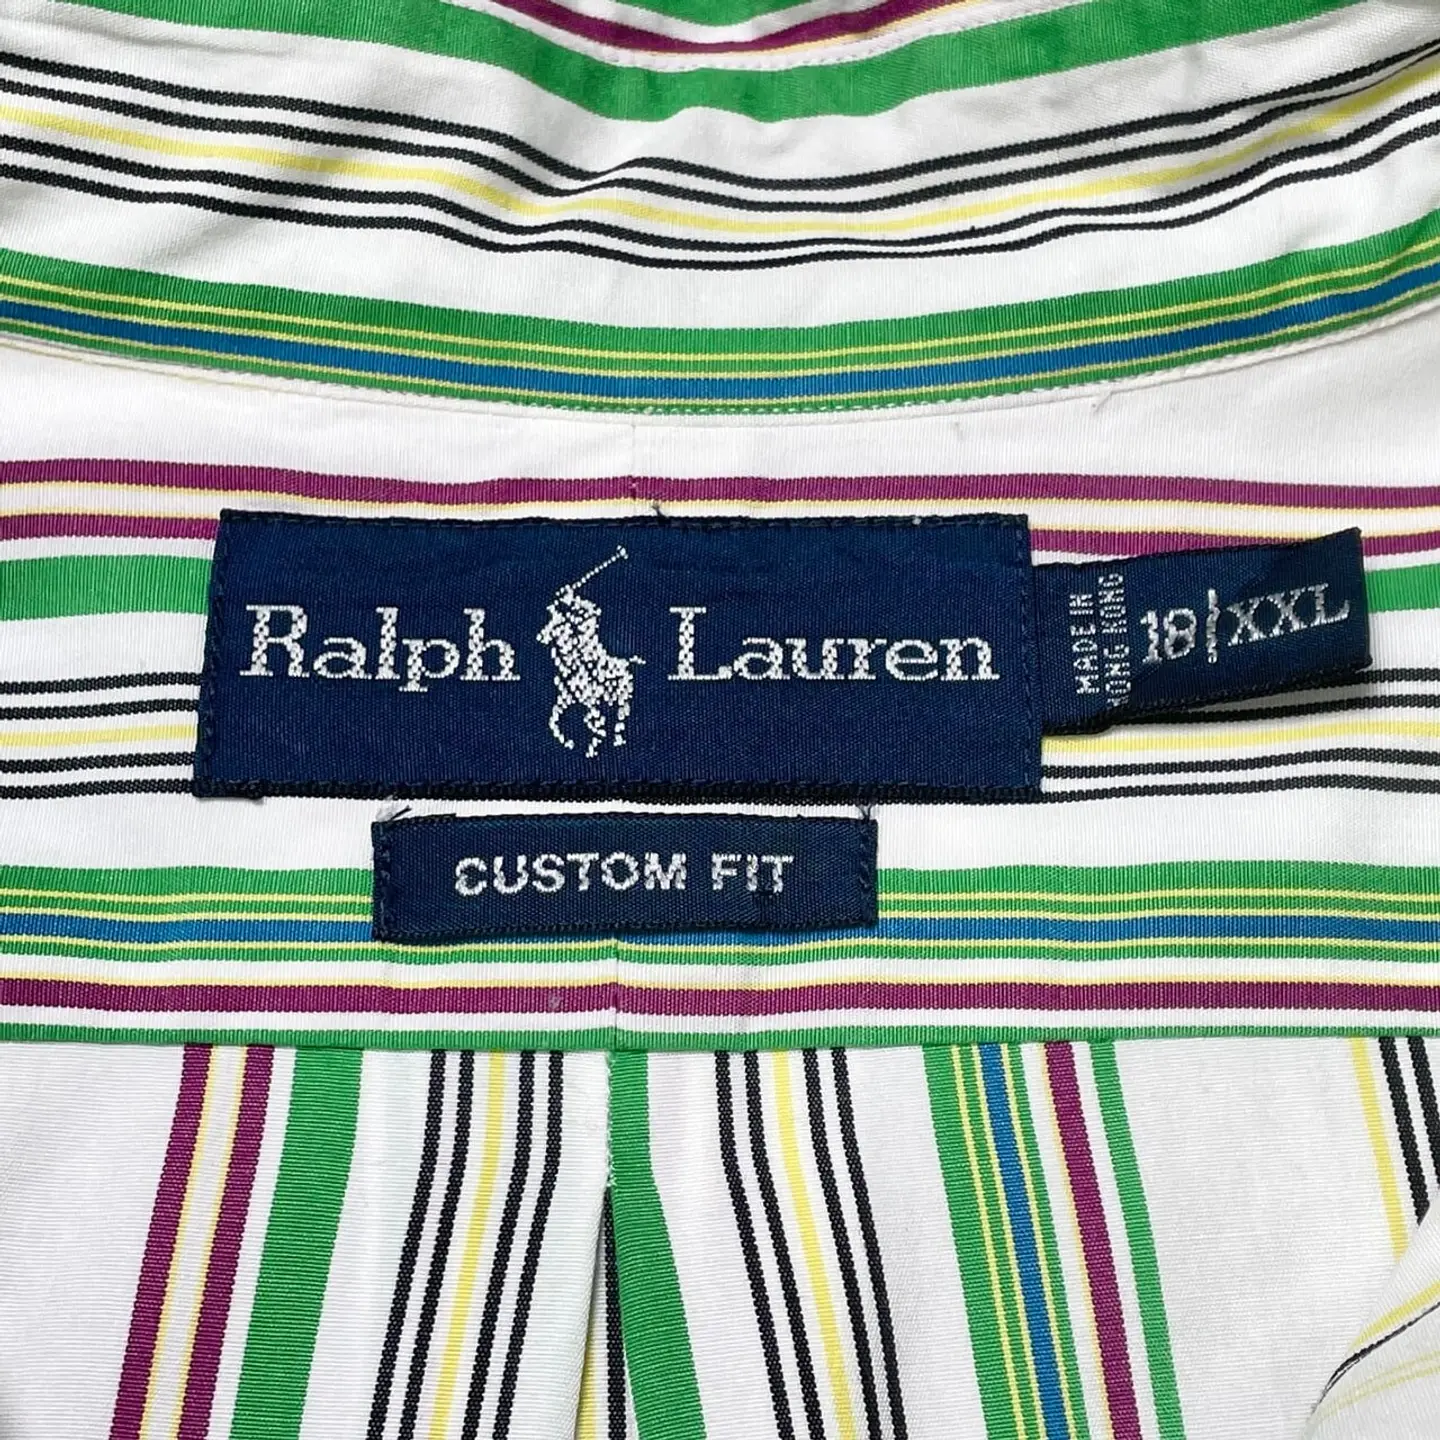 Ralph Lauren
MADE IN
HONG KONG
18/XXL
CUSTOM FIT